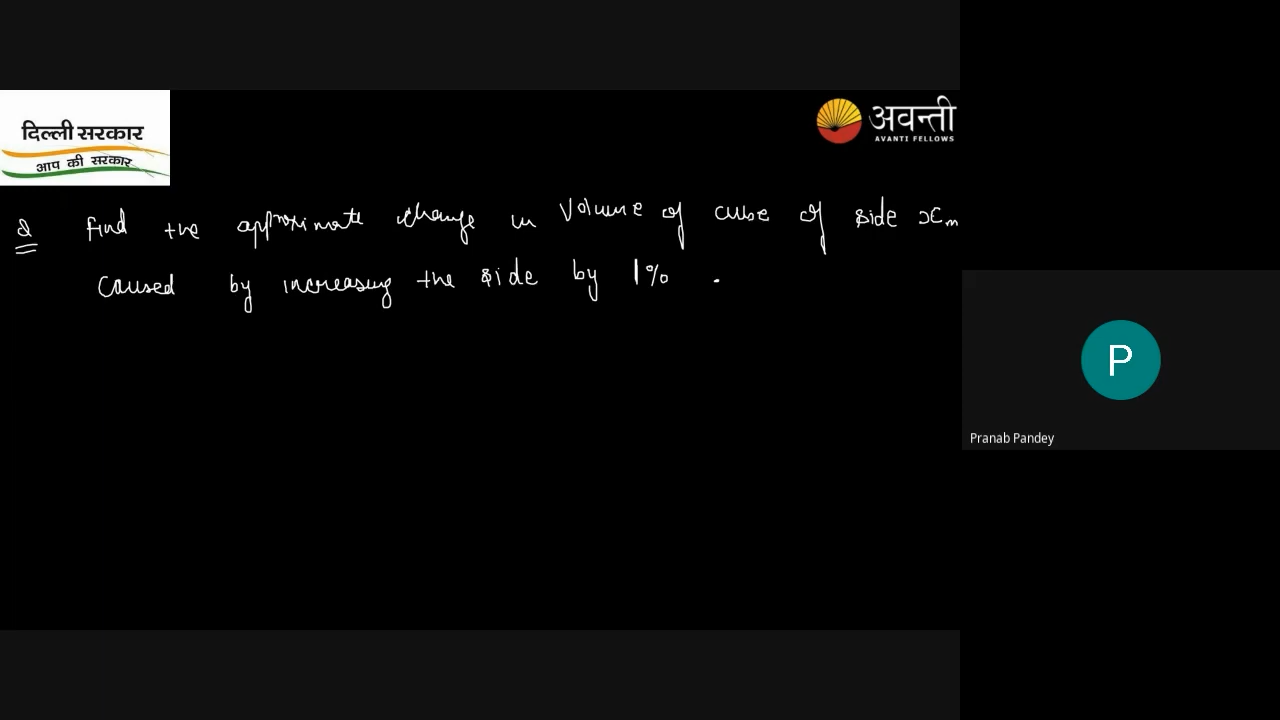 दिल्ली सरकार
आप की सरकार
अवन्ती
AVANTI FELLOWS
Q Find the approximate change in Volume of cube of side x m
Caused by increasing the side by 1% .
P
Pranab Pandey